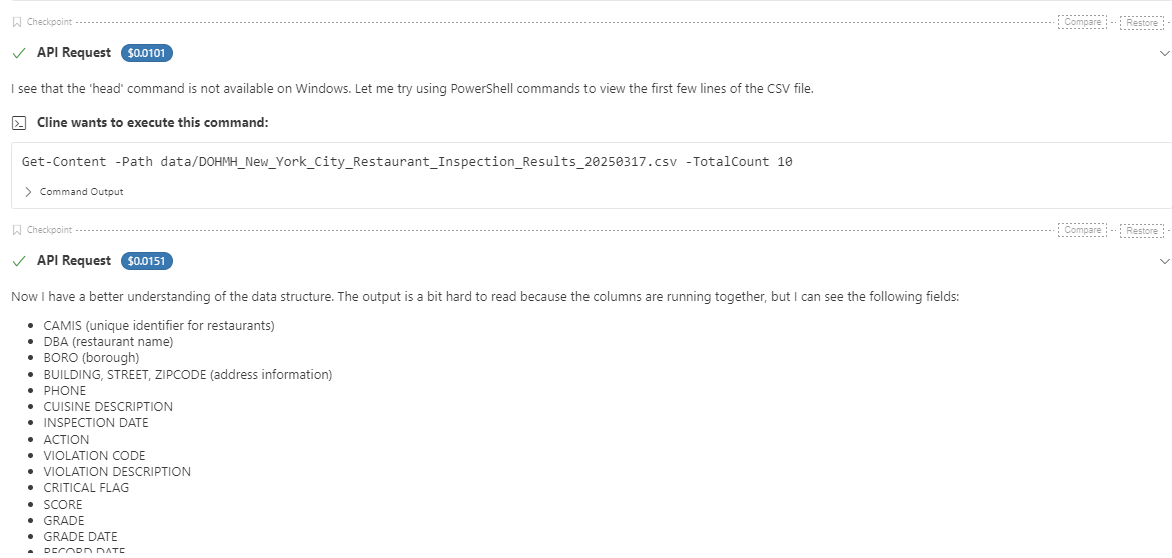 Checkpoint Compare Restore
API Request $0.0101
I see that the 'head' command is not available on Windows. Let me try using PowerShell commands to view the first few lines of the CSV file.
Cline wants to execute this command:
Get-Content -Path data/DOHMH_New_York_City_Restaurant_Inspection_Results_20250317.csv -TotalCount 10
Command Output
Checkpoint Compare Restore
API Request $0.0151
Now I have a better understanding of the data structure. The output is a bit hard to read because the columns are running together, but I can see the following fields:
CAMIS (unique identifier for restaurants)
DBA (restaurant name)
BORO (borough)
BUILDING, STREET, ZIPCODE (address information)
PHONE
CUISINE DESCRIPTION
INSPECTION DATE
ACTION
VIOLATION CODE
VIOLATION DESCRIPTION
CRITICAL FLAG
SCORE
GRADE
GRADE DATE
RECORD DATE